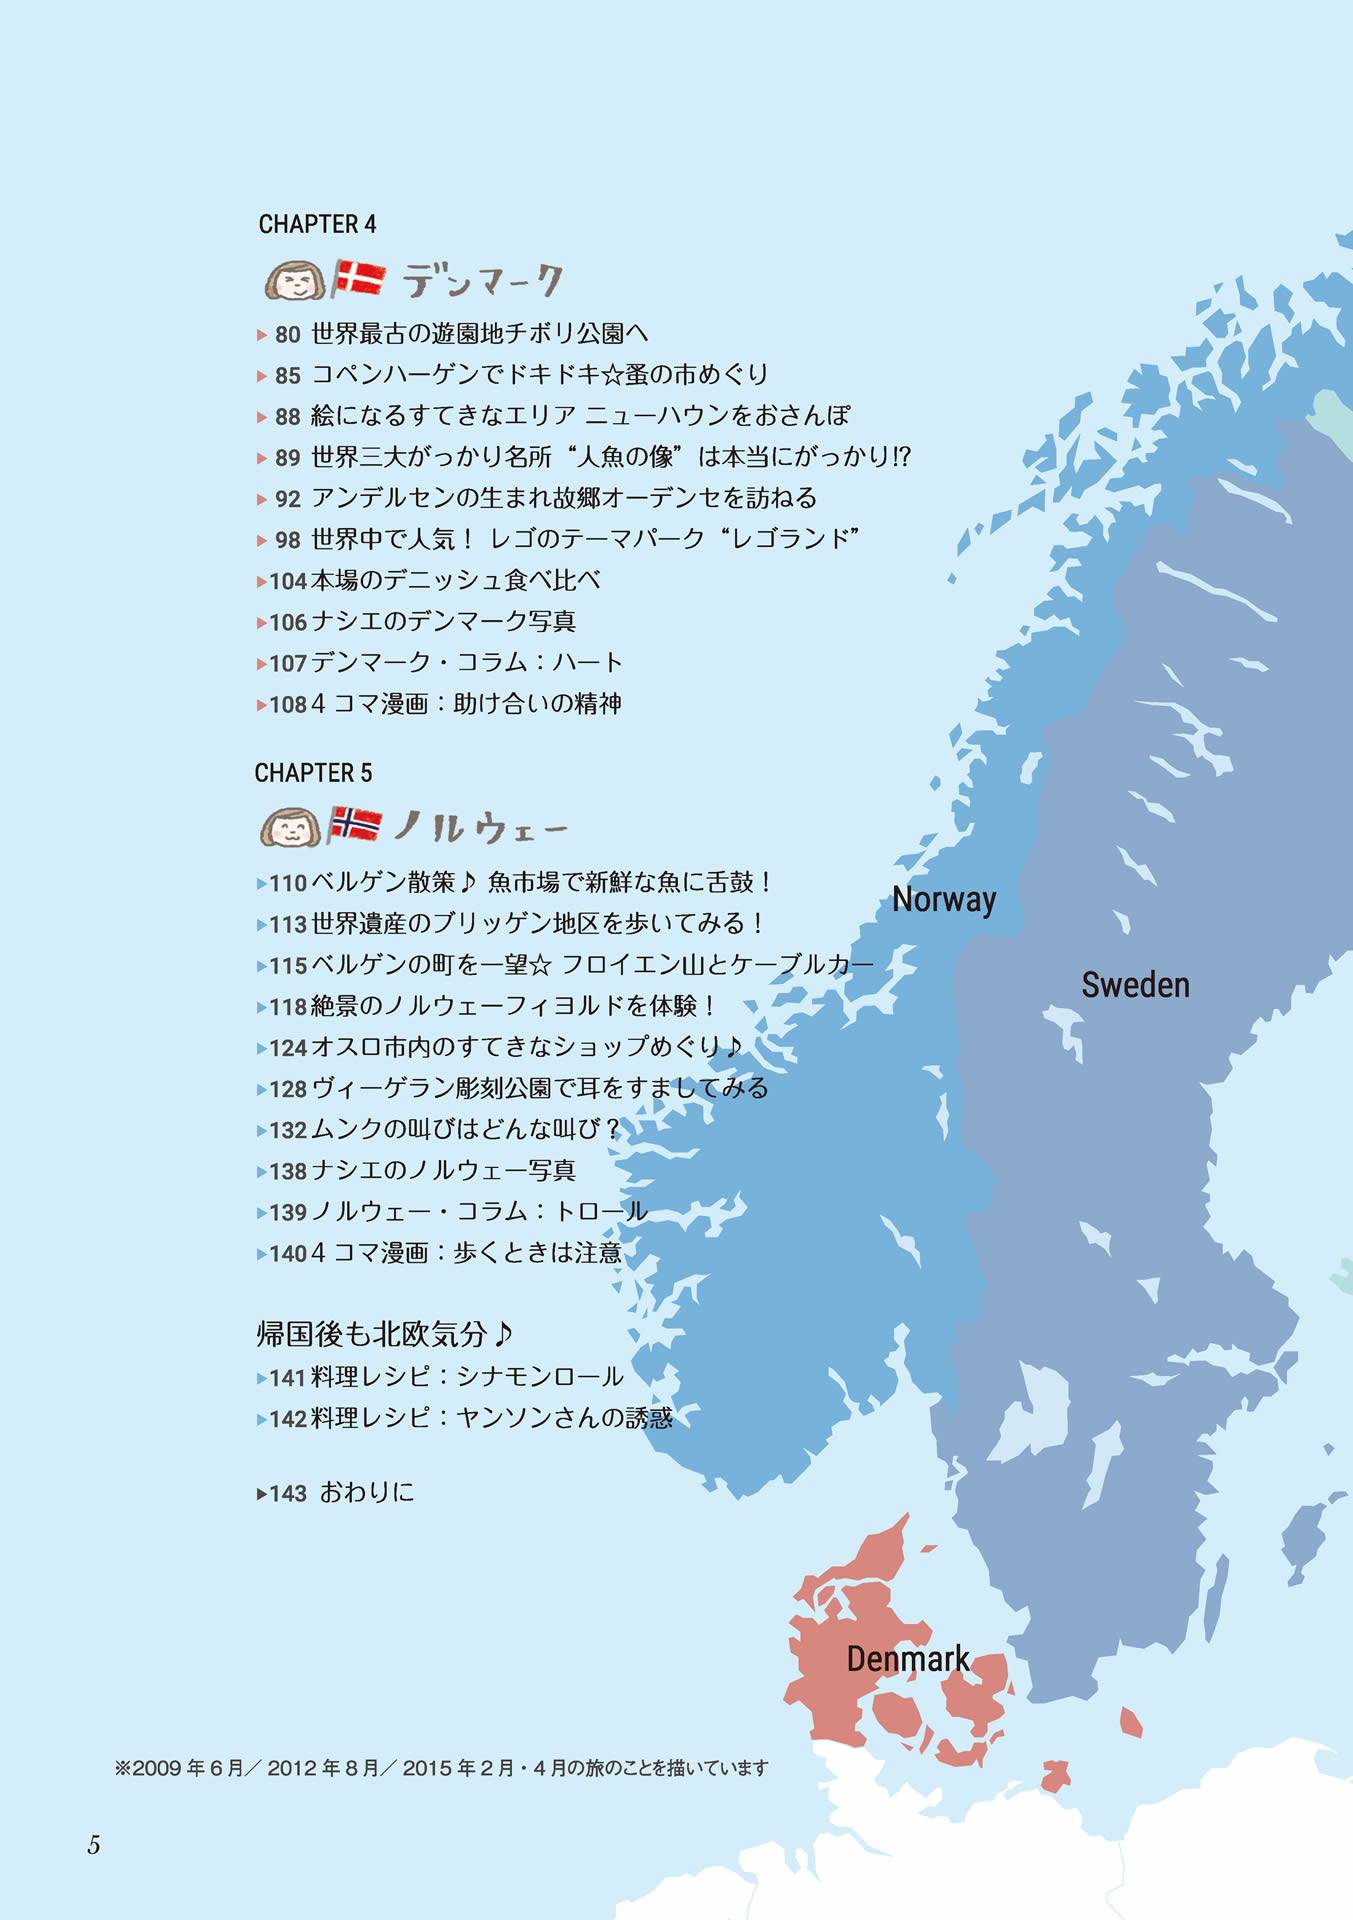 CHAPTER 4
デンマーク
▶ 80 世界最古の遊園地チボリ公園へ
▶ 85 コペンハーゲンでドキドキ☆蚤の市めぐり
▶ 88 絵になるすてきなエリア ニューハウンをおさんぽ
▶ 89 世界三大がっかり名所“人魚の像”は本当にがっかり!?
▶ 92 アンデルセンの生まれ故郷オーデンセを訪ねる
▶ 98 世界中で人気！ レゴのテーマパーク“レゴランド”
▶104 本場のデニッシュ食べ比べ
▶106 ナシエのデンマーク写真
▶107 デンマーク・コラム：ハート
▶108 4 コマ漫画：助け合いの精神
CHAPTER 5
ノルウェー
▶110 ベルゲン散策♪ 魚市場で新鮮な魚に舌鼓！
▶113 世界遺産のブリッゲン地区を歩いてみる！
▶115 ベルゲンの町を一望☆ フロイエン山とケーブルカー
▶118 絶景のノルウェーフィヨルドを体験！
▶124 オスロ市内のすてきなショップめぐり♪
▶128 ヴィーゲラン彫刻公園で耳をすましてみる
▶132 ムンクの叫びはどんな叫び？
▶138 ナシエのノルウェー写真
▶139 ノルウェー・コラム：トロール
▶140 4 コマ漫画：歩くときは注意
帰国後も北欧気分♪
▶141 料理レシピ：シナモンロール
▶142 料理レシピ：ヤンソンさんの誘惑
▶143 おわりに
Norway
Sweden
Denmark
※2009 年 6 月／ 2012 年 8 月／ 2015 年 2 月・4 月の旅のことを描いています
5